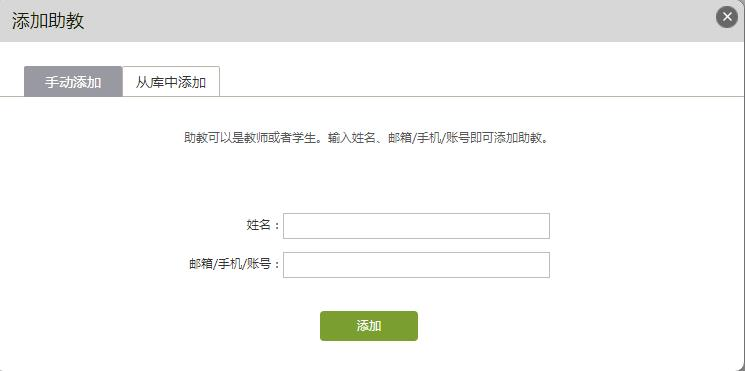 添加助教
手动添加
从库中添加
助教可以是教师或者学生。输入姓名、邮箱/手机/账号即可添加助教。
姓名：
邮箱/手机/账号：
添加